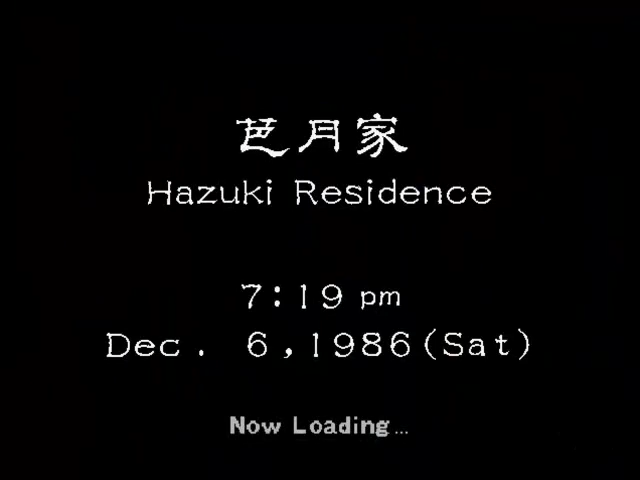 芭月家
Hazuki Residence
7:19 pm
Dec. 6,1986(Sat)
Now Loading...